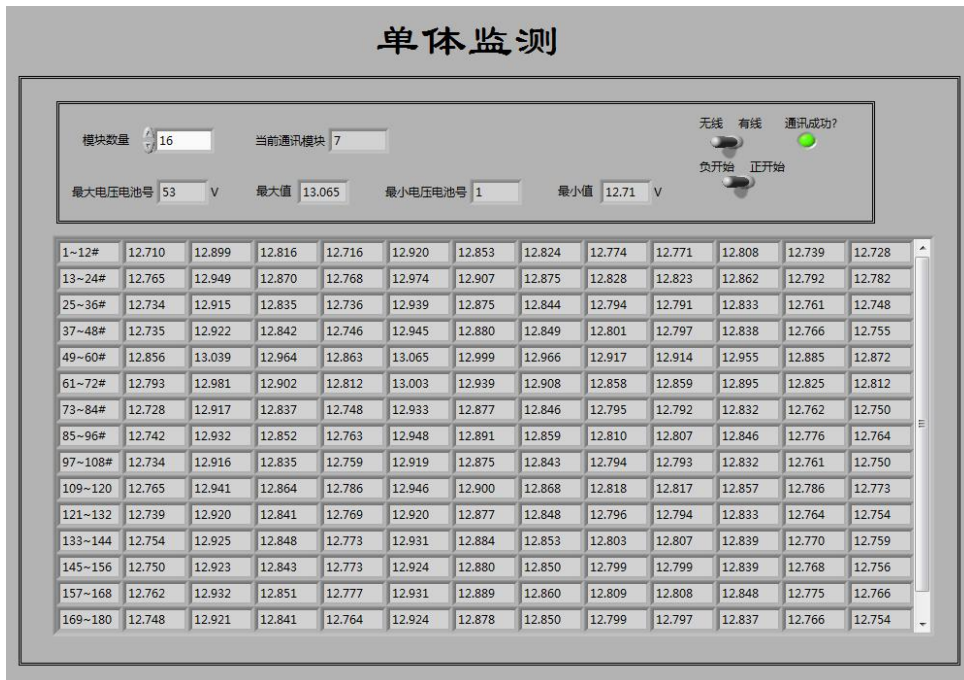 单体监测
无线 有线 通讯成功?
模块数量 16 当前通讯模块 7
负开始 正开始
最大电压电池号 53 V 最大值 13.065 最小电压电池号 1 最小值 12.71 V
1~12# 12.710 12.899 12.816 12.716 12.920 12.853 12.824 12.774 12.771 12.808 12.739 12.728
13~24# 12.765 12.949 12.870 12.768 12.974 12.907 12.875 12.828 12.823 12.862 12.792 12.782
25~36# 12.734 12.915 12.835 12.736 12.939 12.875 12.844 12.794 12.791 12.833 12.761 12.748
37~48# 12.735 12.922 12.842 12.746 12.945 12.880 12.849 12.801 12.797 12.838 12.766 12.755
49~60# 12.856 13.039 12.964 12.863 13.065 12.999 12.966 12.917 12.914 12.955 12.885 12.872
61~72# 12.793 12.981 12.902 12.812 13.003 12.939 12.908 12.858 12.859 12.895 12.825 12.812
73~84# 12.728 12.917 12.837 12.748 12.933 12.877 12.846 12.795 12.792 12.832 12.762 12.750
85~96# 12.742 12.932 12.852 12.763 12.948 12.891 12.859 12.810 12.807 12.846 12.776 12.764
97~108# 12.734 12.916 12.835 12.759 12.919 12.875 12.843 12.794 12.793 12.832 12.761 12.750
109~120 12.765 12.941 12.864 12.786 12.946 12.900 12.868 12.818 12.817 12.857 12.786 12.773
121~132 12.739 12.920 12.841 12.769 12.920 12.877 12.848 12.796 12.794 12.833 12.764 12.754
133~144 12.754 12.925 12.848 12.773 12.931 12.884 12.853 12.803 12.807 12.839 12.770 12.759
145~156 12.750 12.923 12.843 12.773 12.924 12.880 12.850 12.799 12.799 12.839 12.768 12.756
157~168 12.762 12.932 12.851 12.777 12.931 12.889 12.860 12.809 12.808 12.848 12.775 12.766
169~180 12.748 12.921 12.841 12.764 12.924 12.878 12.850 12.799 12.797 12.837 12.766 12.754